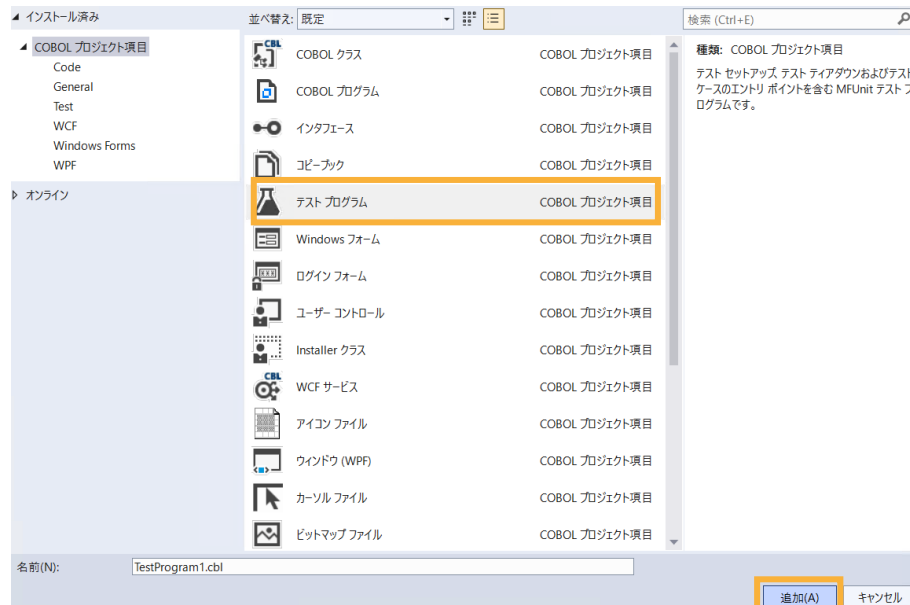 インストール済み
COBOL プロジェクト項目
Code
General
Test
WCF
Windows Forms
WPF
オンライン
並べ替え: 既定
検索 (Ctrl+E)
COBOL クラス COBOL プロジェクト項目
COBOL プログラム COBOL プロジェクト項目
インタフェース COBOL プロジェクト項目
コピーブック COBOL プロジェクト項目
テスト プログラム COBOL プロジェクト項目
Windows フォーム COBOL プロジェクト項目
ログイン フォーム COBOL プロジェクト項目
ユーザー コントロール COBOL プロジェクト項目
Installer クラス COBOL プロジェクト項目
CBL
WCF サービス COBOL プロジェクト項目
アイコン ファイル COBOL プロジェクト項目
ウィンドウ (WPF) COBOL プロジェクト項目
カーソル ファイル COBOL プロジェクト項目
ビットマップ ファイル COBOL プロジェクト項目
種類: COBOL プロジェクト項目
テスト セットアップ、テスト ティアダウンおよびテスト
ケースのエントリ ポイントを含む MFUnit テスト プ
ログラムです。
名前(N): TestProgram1.cbl
追加(A) キャンセル